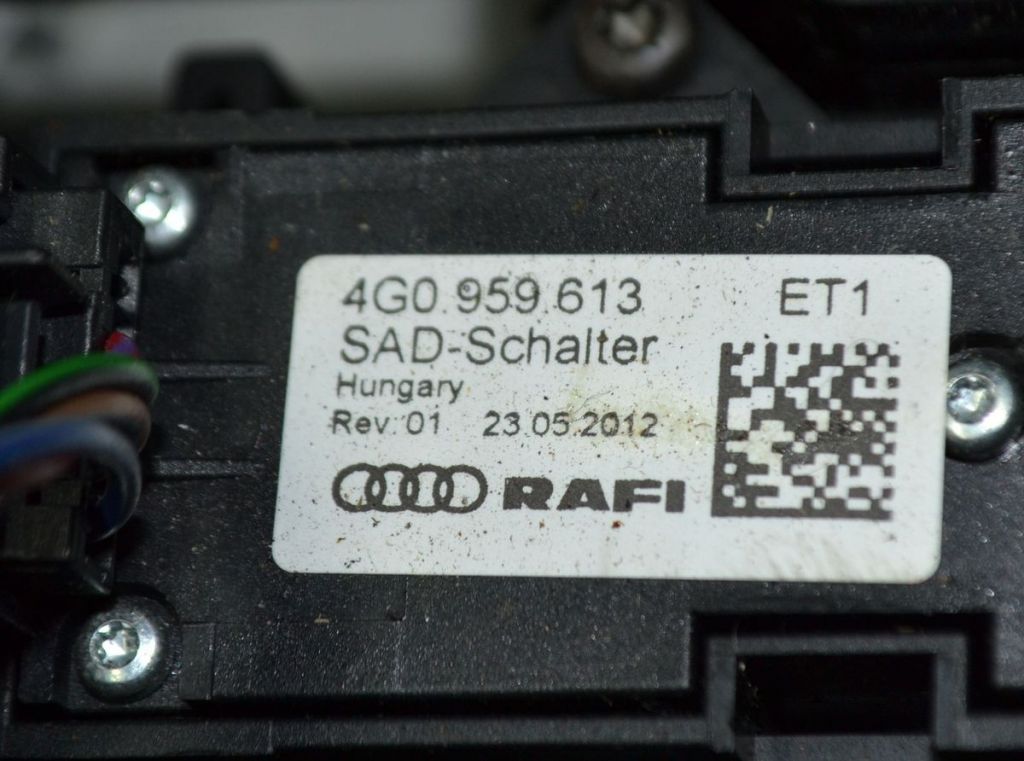 4G0.959.613 ET1
SAD-Schalter
Hungary
Rev: 01 23.05.2012
RAFI